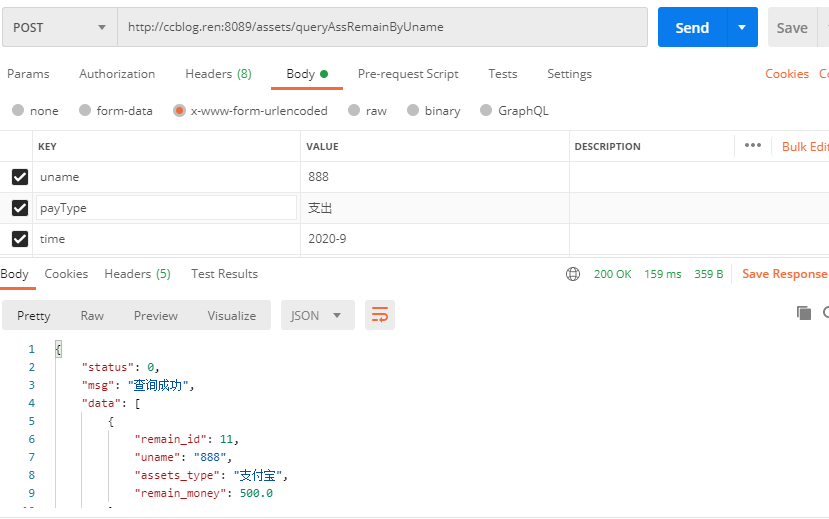 POST http://ccblog.ren:8089/assets/queryAssRemainByUname Send Save
Params Authorization Headers (8) Body Pre-request Script Tests Settings Cookies
none form-data x-www-form-urlencoded raw binary GraphQL
KEY VALUE DESCRIPTION ••• Bulk Edit
uname 888
payType 支出
time 2020-9
Body Cookies Headers (5) Test Results 200 OK 159 ms 359 B Save Response
Pretty Raw Preview Visualize JSON
1 {
2 "status": 0,
3 "msg": "查询成功",
4 "data": [
5 {
6 "remain_id": 11,
7 "uname": "888",
8 "assets_type": "支付宝",
9 "remain_money": 500.0